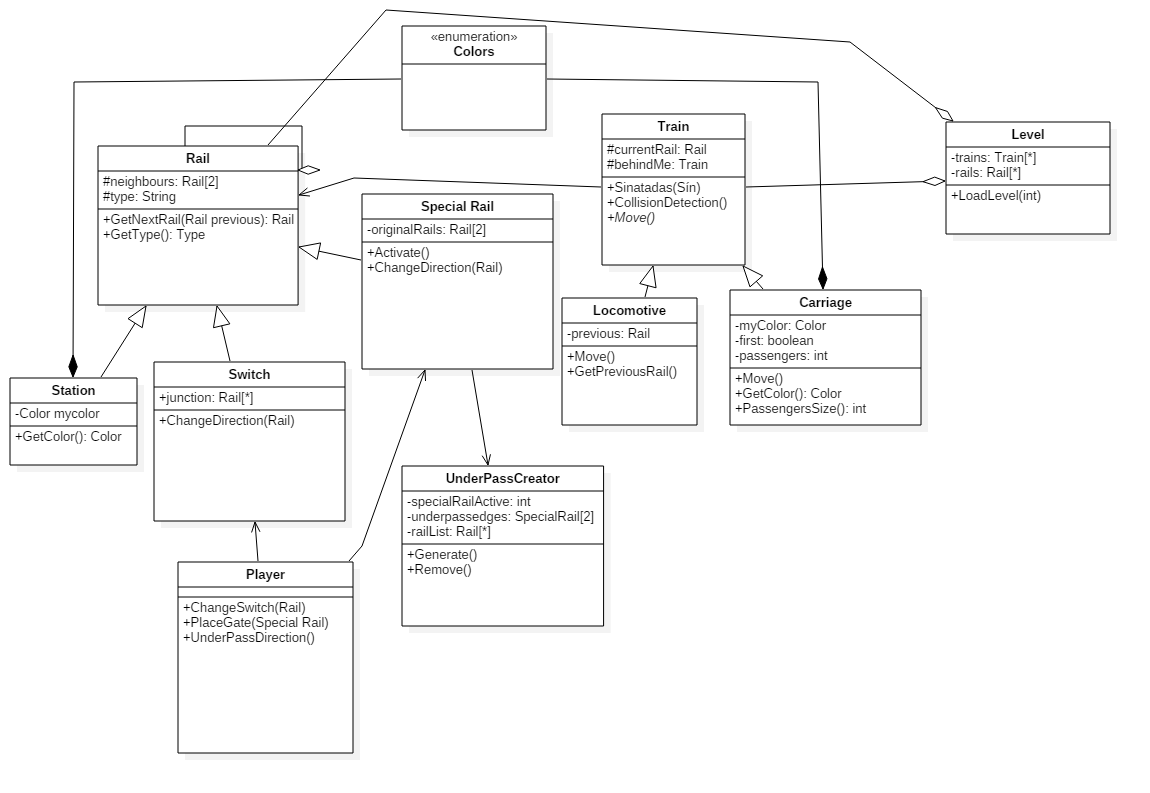 «enumeration»
Colors
Rail
#neighbours: Rail[2]
#type: String
+GetNextRail(Rail previous): Rail
+GetType(): Type
Special Rail
-originalRails: Rail[2]
+Activate()
+ChangeDirection(Rail)
Train
#currentRail: Rail
#behindMe: Train
+Sinatadas(Sín)
+CollisionDetection()
+Move()
Level
-trains: Train[*]
-rails: Rail[*]
+LoadLevel(int)
Locomotive
-previous: Rail
+Move()
+GetPreviousRail()
Carriage
-myColor: Color
-first: boolean
-passengers: int
+Move()
+GetColor(): Color
+PassengersSize(): int
Station
-Color mycolor
+GetColor(): Color
Switch
+junction: Rail[*]
+ChangeDirection(Rail)
UnderPassCreator
-specialRailActive: int
-underpassedges: SpecialRail[2]
-railList: Rail[*]
+Generate()
+Remove()
Player
+ChangeSwitch(Rail)
+PlaceGate(Special Rail)
+UnderPassDirection()